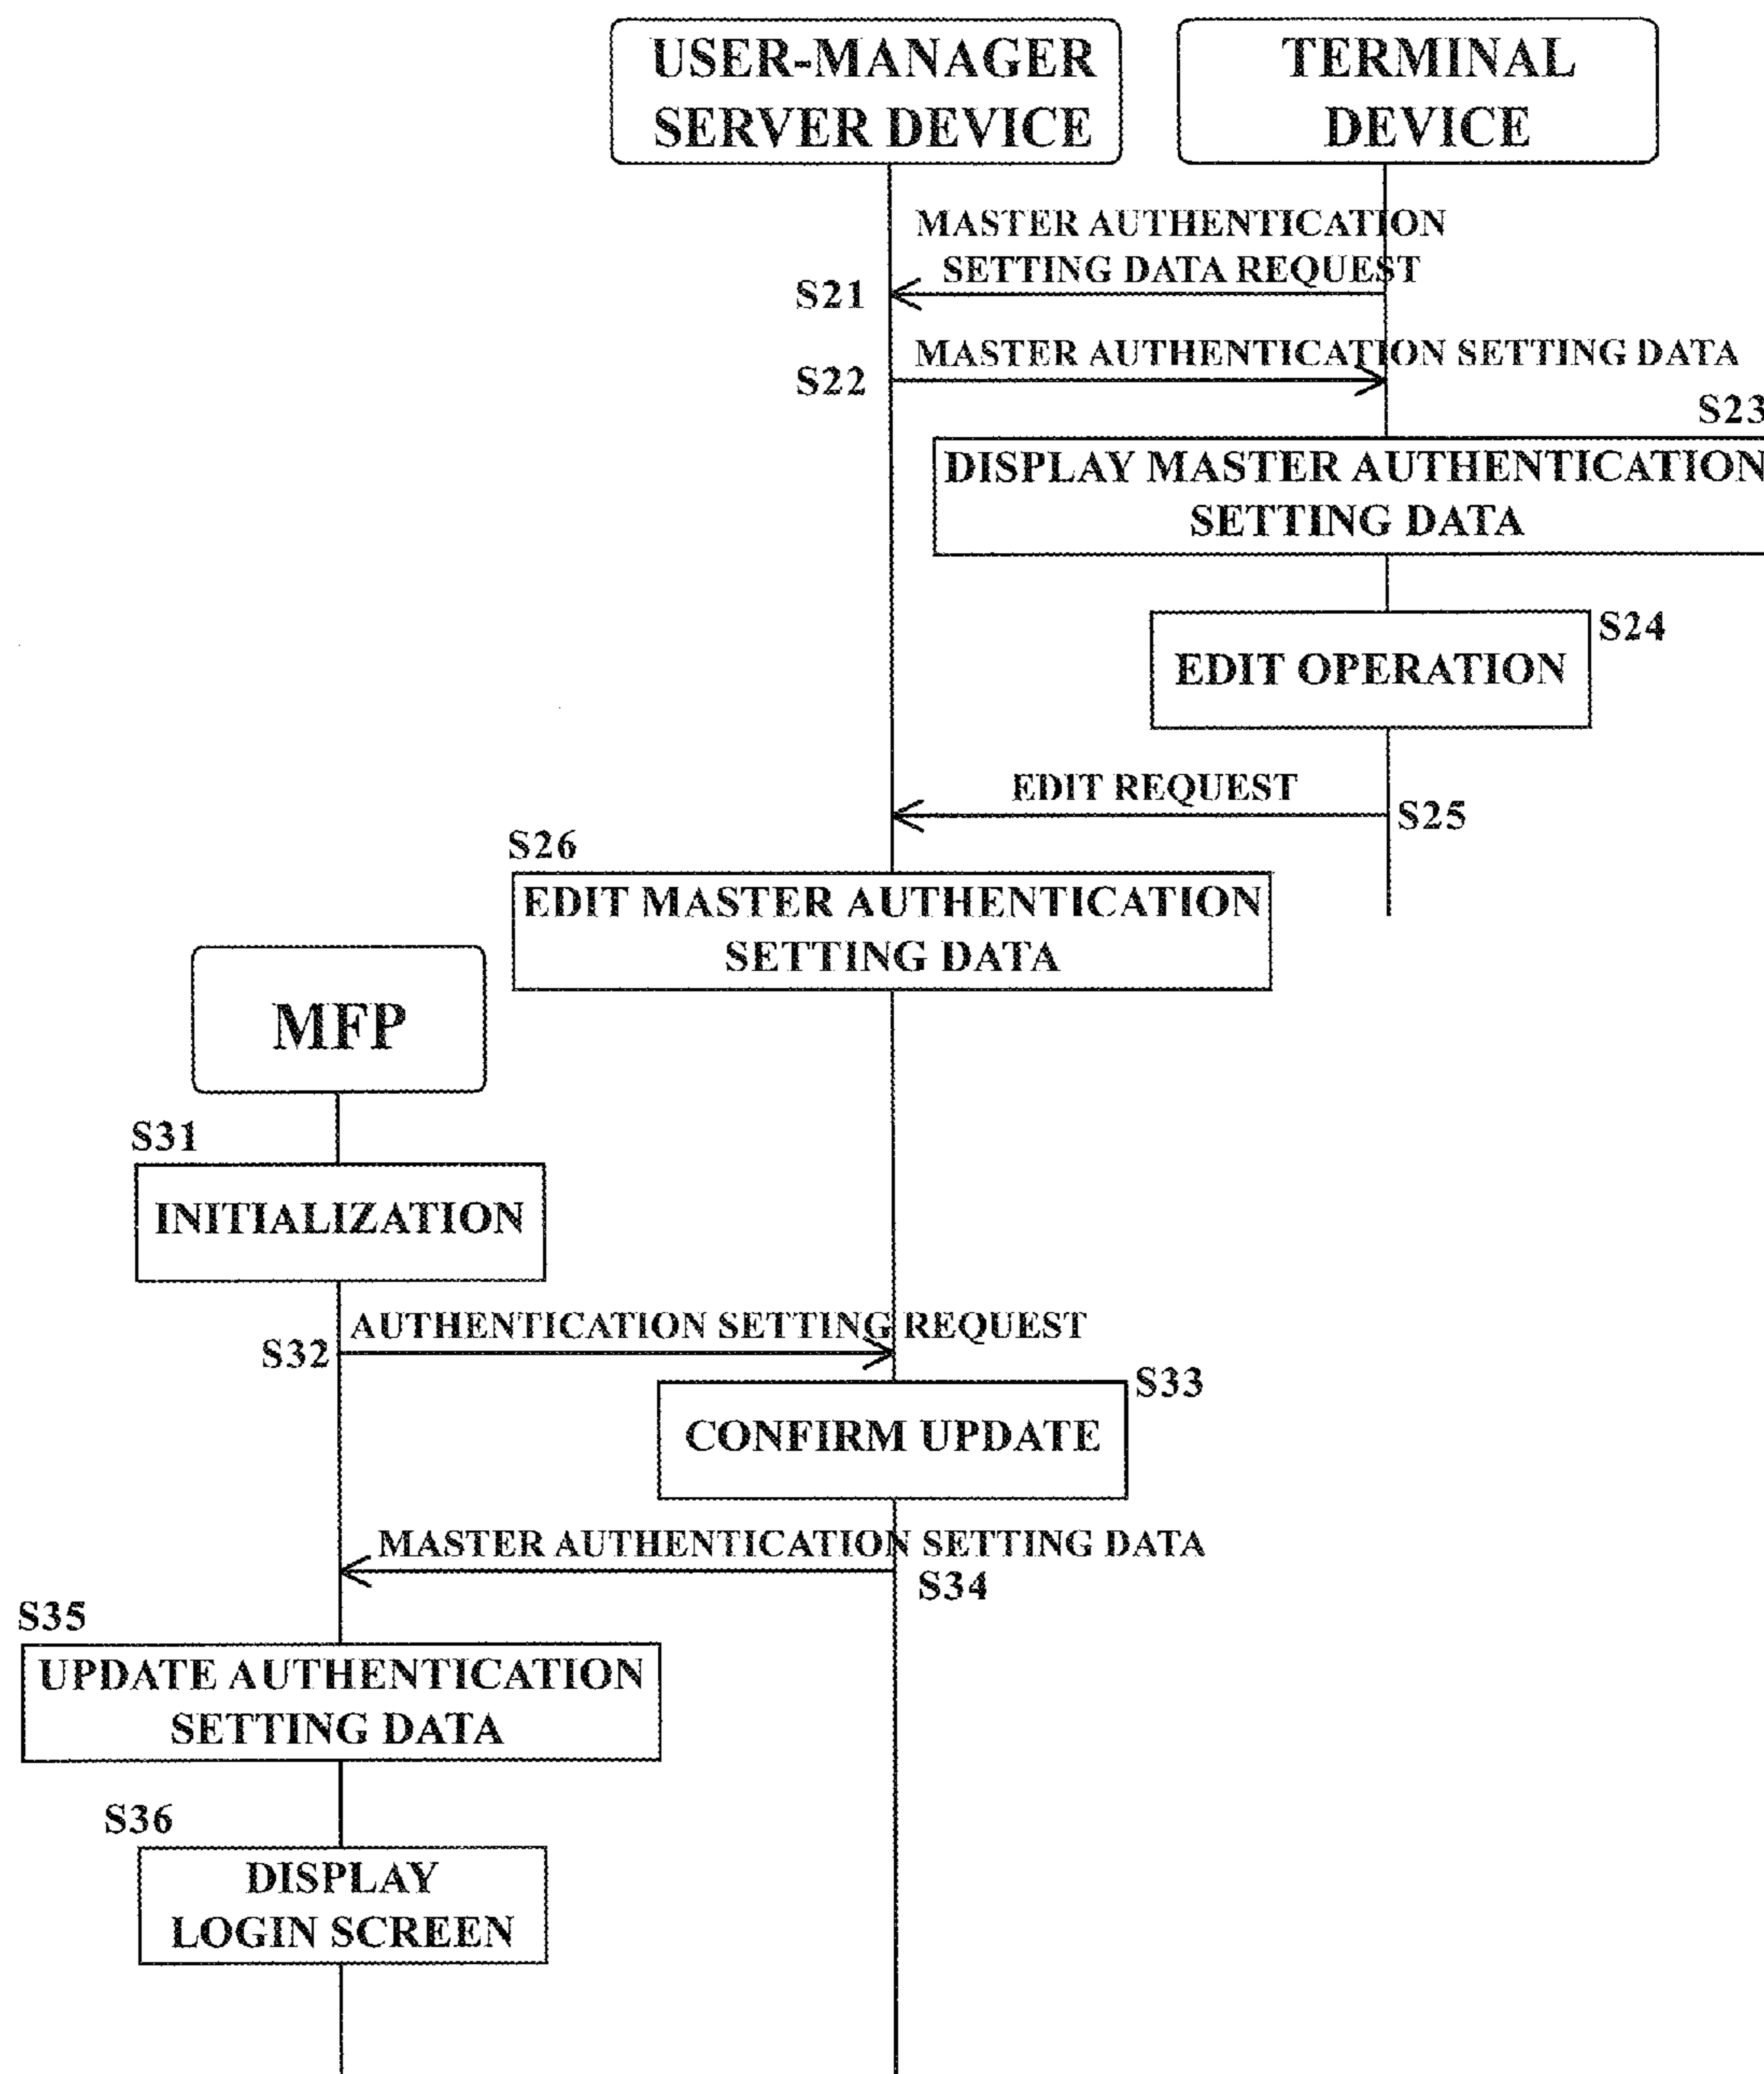 USER-MANAGER
SERVER DEVICE
TERMINAL
DEVICE
MASTER AUTHENTICATION
SETTING DATA REQUEST
S21
MASTER AUTHENTICATION SETTING DATA
S22
S23
DISPLAY MASTER AUTHENTICATION
SETTING DATA
S24
EDIT OPERATION
EDIT REQUEST
S25
S26
EDIT MASTER AUTHENTICATION
SETTING DATA
MFP
S31
INITIALIZATION
AUTHENTICATION SETTING REQUEST
S32
S33
CONFIRM UPDATE
MASTER AUTHENTICATION SETTING DATA
S34
S35
UPDATE AUTHENTICATION
SETTING DATA
S36
DISPLAY
LOGIN SCREEN